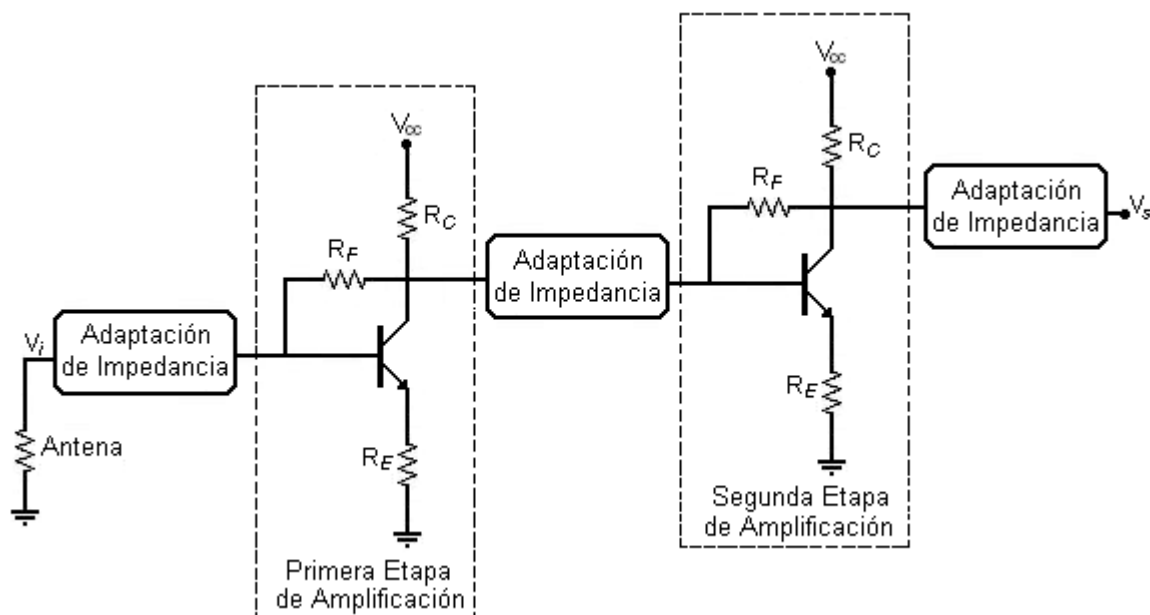 Vcc
RC
RF
Adaptación
de Impedancia
Vs
Vcc
RC
RF
Adaptación
de Impedancia
Vi
Adaptación
de Impedancia
RE
Antena
RE
Segunda Etapa
de Amplificación
Primera Etapa
de Amplificación